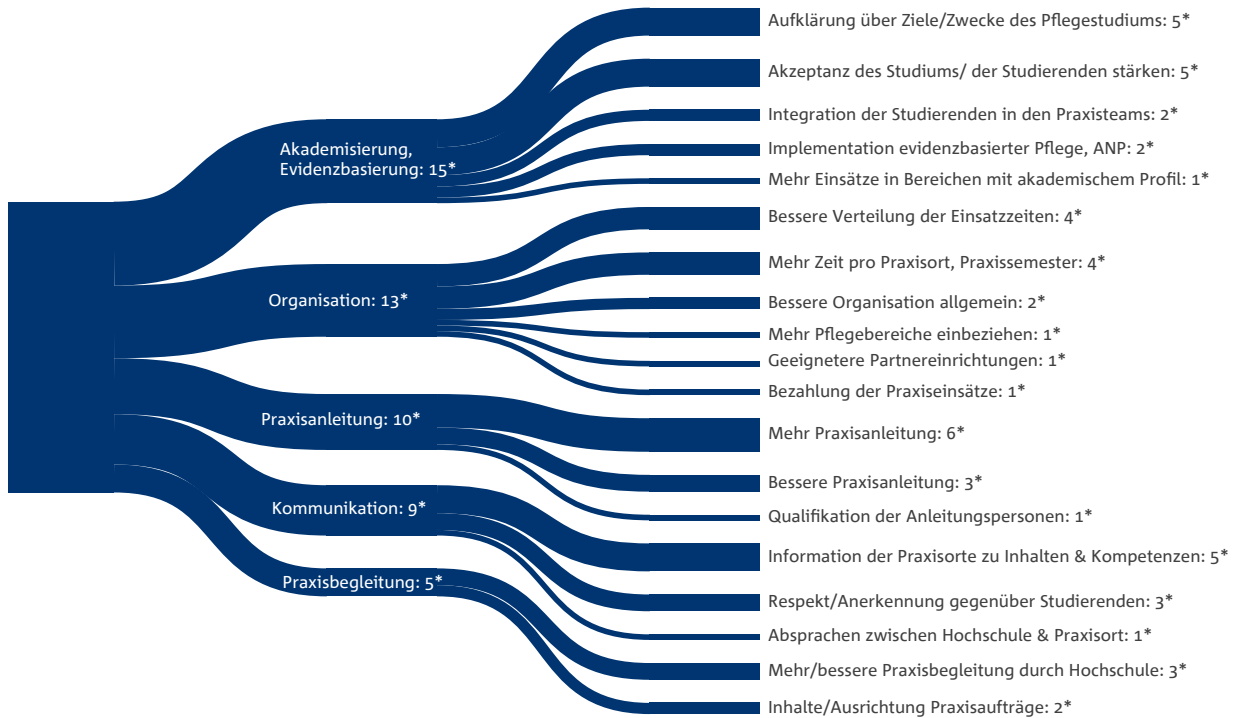 Aufklärung über Ziele/Zwecke des Pflegestudiums: 5*
Akzeptanz des Studiums/ der Studierenden stärken: 5*
Integration der Studierenden in den Praxisteams: 2*
Akademisierung,
Evidenzbasierung: 15*
Implementation evidenzbasierter Pflege, ANP: 2*
Mehr Einsätze in Bereichen mit akademischem Profil: 1*
Bessere Verteilung der Einsatzzeiten: 4*
Mehr Zeit pro Praxisort, Praxissemester: 4*
Organisation: 13*
Bessere Organisation allgemein: 2*
Mehr Pflegebereiche einbeziehen: 1*
Geeignetere Partnereinrichtungen: 1*
Bezahlung der Praxiseinsätze: 1*
Praxisanleitung: 10*
Mehr Praxisanleitung: 6*
Bessere Praxisanleitung: 3*
Qualifikation der Anleitungspersonen: 1*
Kommunikation: 9*
Information der Praxisorte zu Inhalten & Kompetenzen: 5*
Respekt/Anerkennung gegenüber Studierenden: 3*
Absprachen zwischen Hochschule & Praxisort: 1*
Praxisbegleitung: 5*
Mehr/bessere Praxisbegleitung durch Hochschule: 3*
Inhalte/Ausrichtung Praxisaufträge: 2*